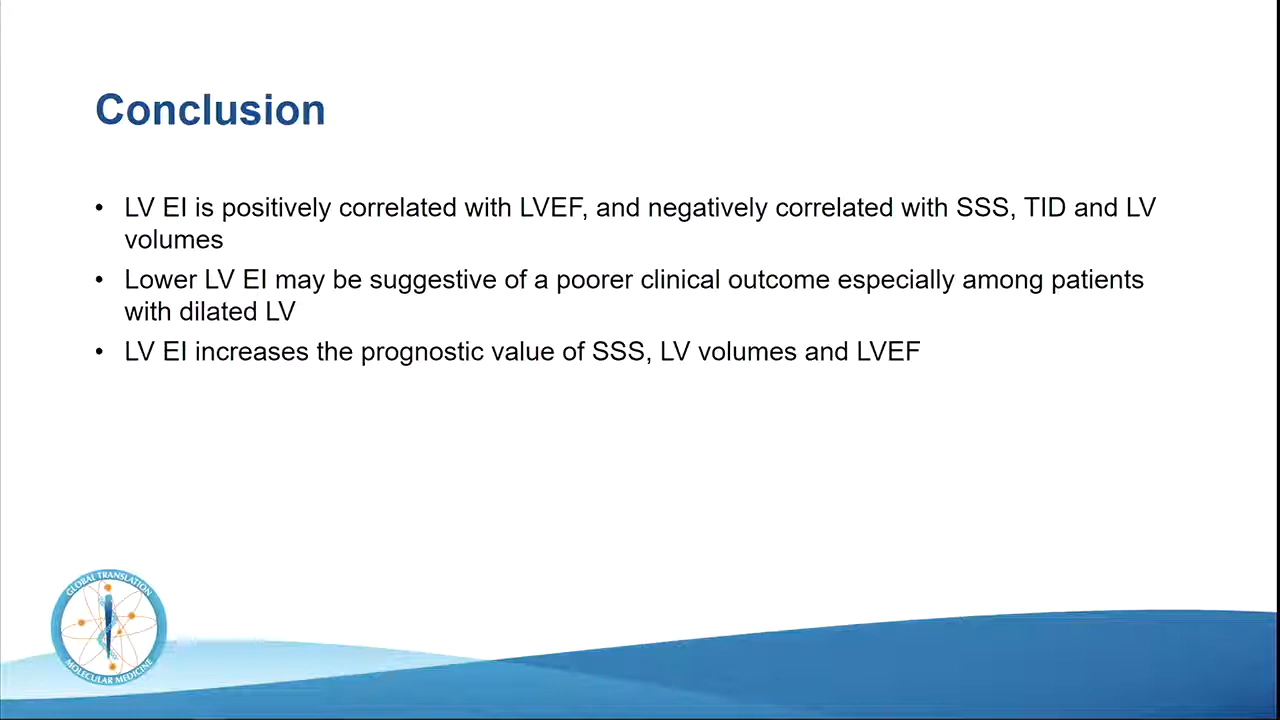 Conclusion
• LV EI is positively correlated with LVEF, and negatively correlated with SSS, TID and LV
volumes
• Lower LV EI may be suggestive of a poorer clinical outcome especially among patients
with dilated LV
• LV EI increases the prognostic value of SSS, LV volumes and LVEF
GLOBAL TRANSLATION
MOLECULAR MEDICINE